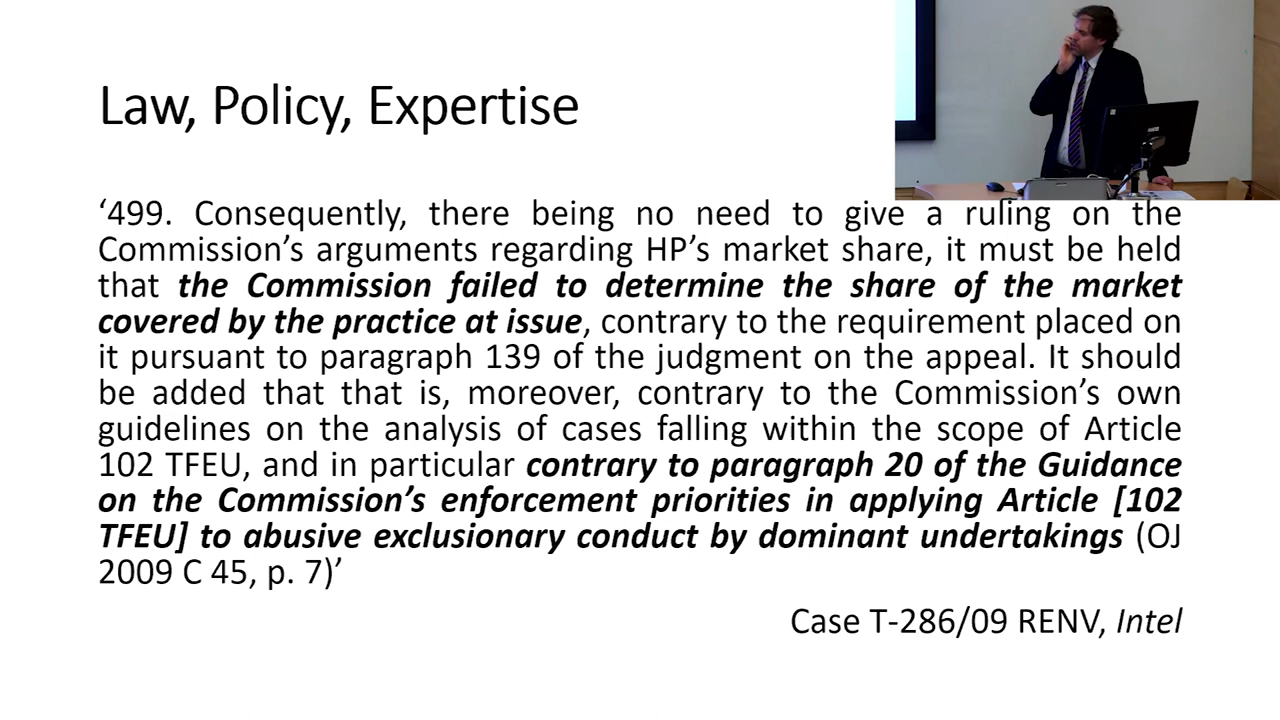 Law, Policy, Expertise
‘499. Consequently, there being no need to give a ruling on the
Commission’s arguments regarding HP’s market share, it must be held
that the Commission failed to determine the share of the market
covered by the practice at issue, contrary to the requirement placed on
it pursuant to paragraph 139 of the judgment on the appeal. It should
be added that that is, moreover, contrary to the Commission’s own
guidelines on the analysis of cases falling within the scope of Article
102 TFEU, and in particular contrary to paragraph 20 of the Guidance
on the Commission’s enforcement priorities in applying Article [102
TFEU] to abusive exclusionary conduct by dominant undertakings (OJ
2009 C 45, p. 7)’
Case T-286/09 RENV, Intel